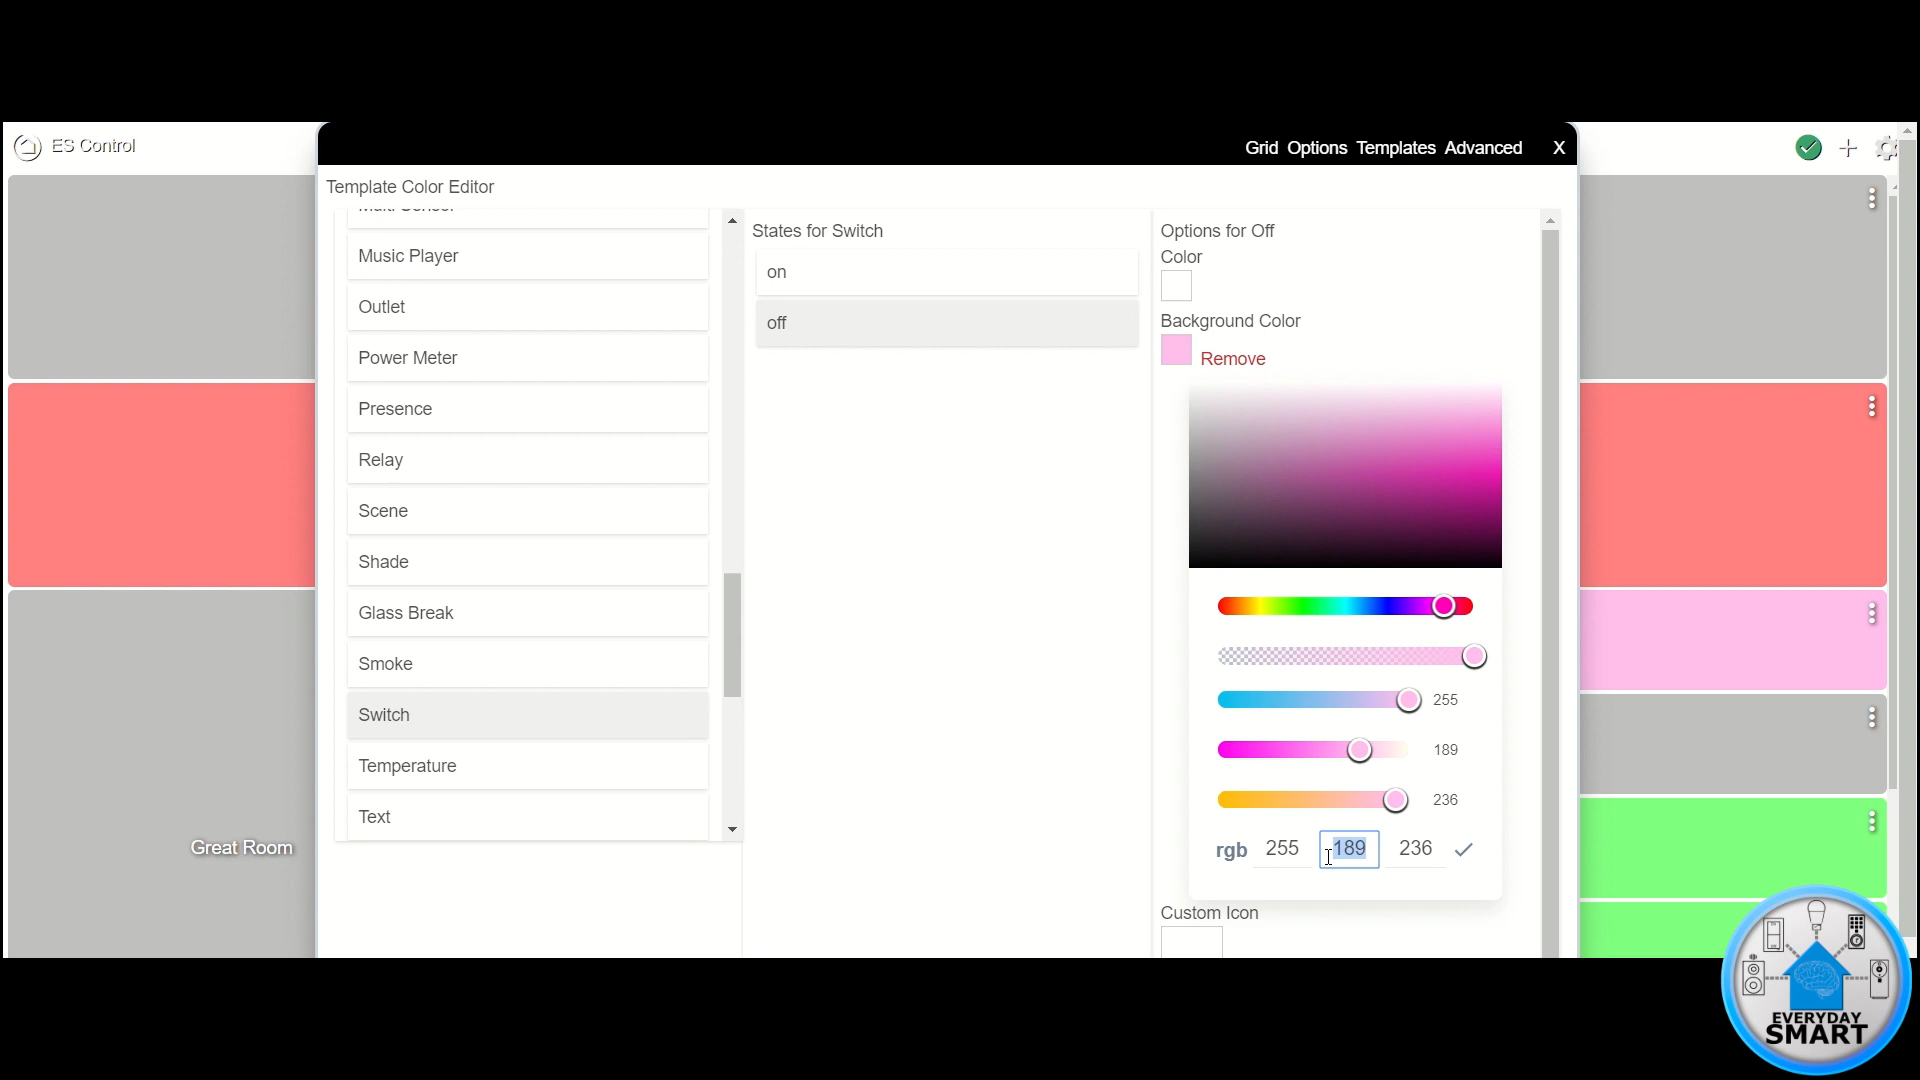 ES Control
Grid Options Templates Advanced X
Template Color Editor
Multi Sensor
Music Player
Outlet
Power Meter
Presence
Relay
Scene
Shade
Glass Break
Smoke
Switch
Temperature
Text
States for Switch
on
off
Options for Off
Color
Background Color
Remove
255
189
236
rgb 255 189 236
Custom Icon
Great Room
EVERYDAY
SMART